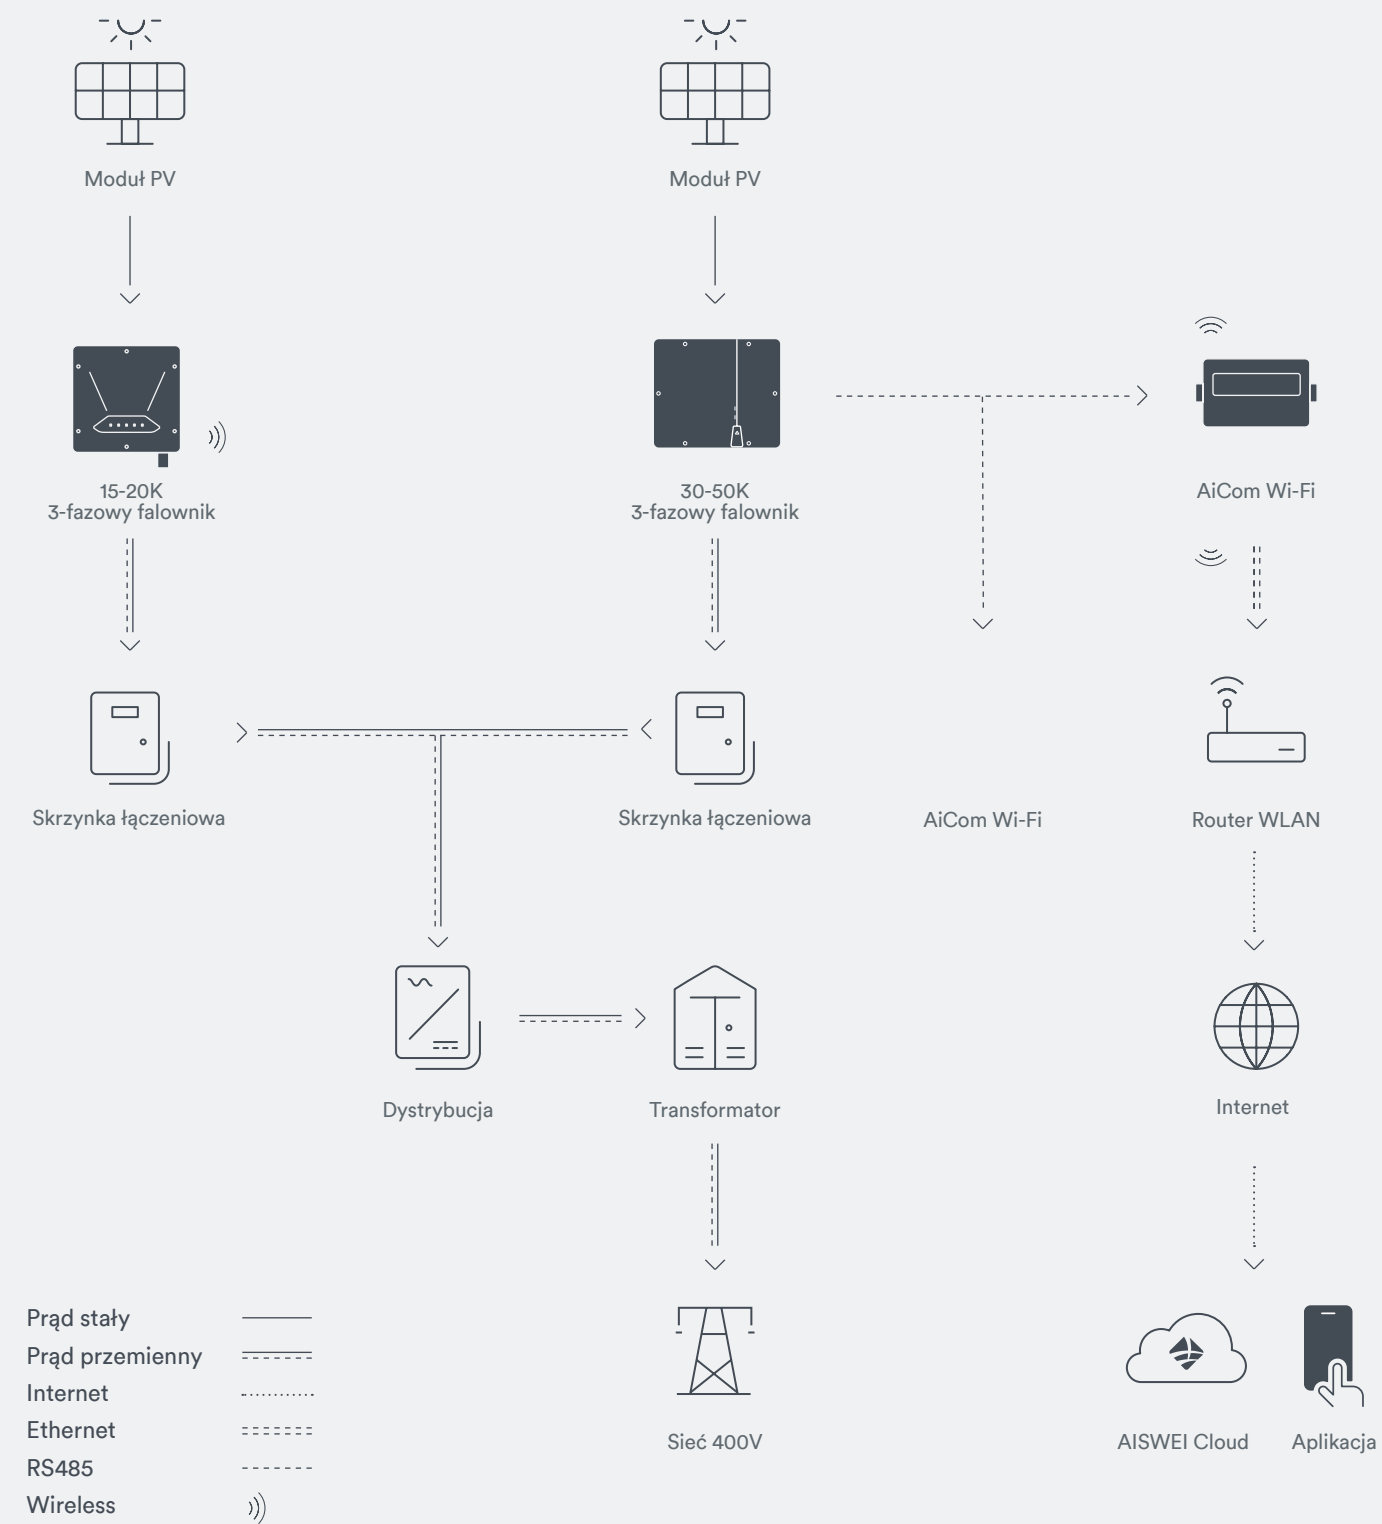 Moduł PV
Moduł PV
15-20K
3-fazowy falownik
30-50K
3-fazowy falownik
AiCom Wi-Fi
Skrzynka łączeniowa
Skrzynka łączeniowa
AiCom Wi-Fi
Router WLAN
Dystrybucja
Transformator
Internet
Prąd stały
Prąd przemienny
Internet
Ethernet
RS485
Wireless
Sieć 400V
AISWEI Cloud
Aplikacja